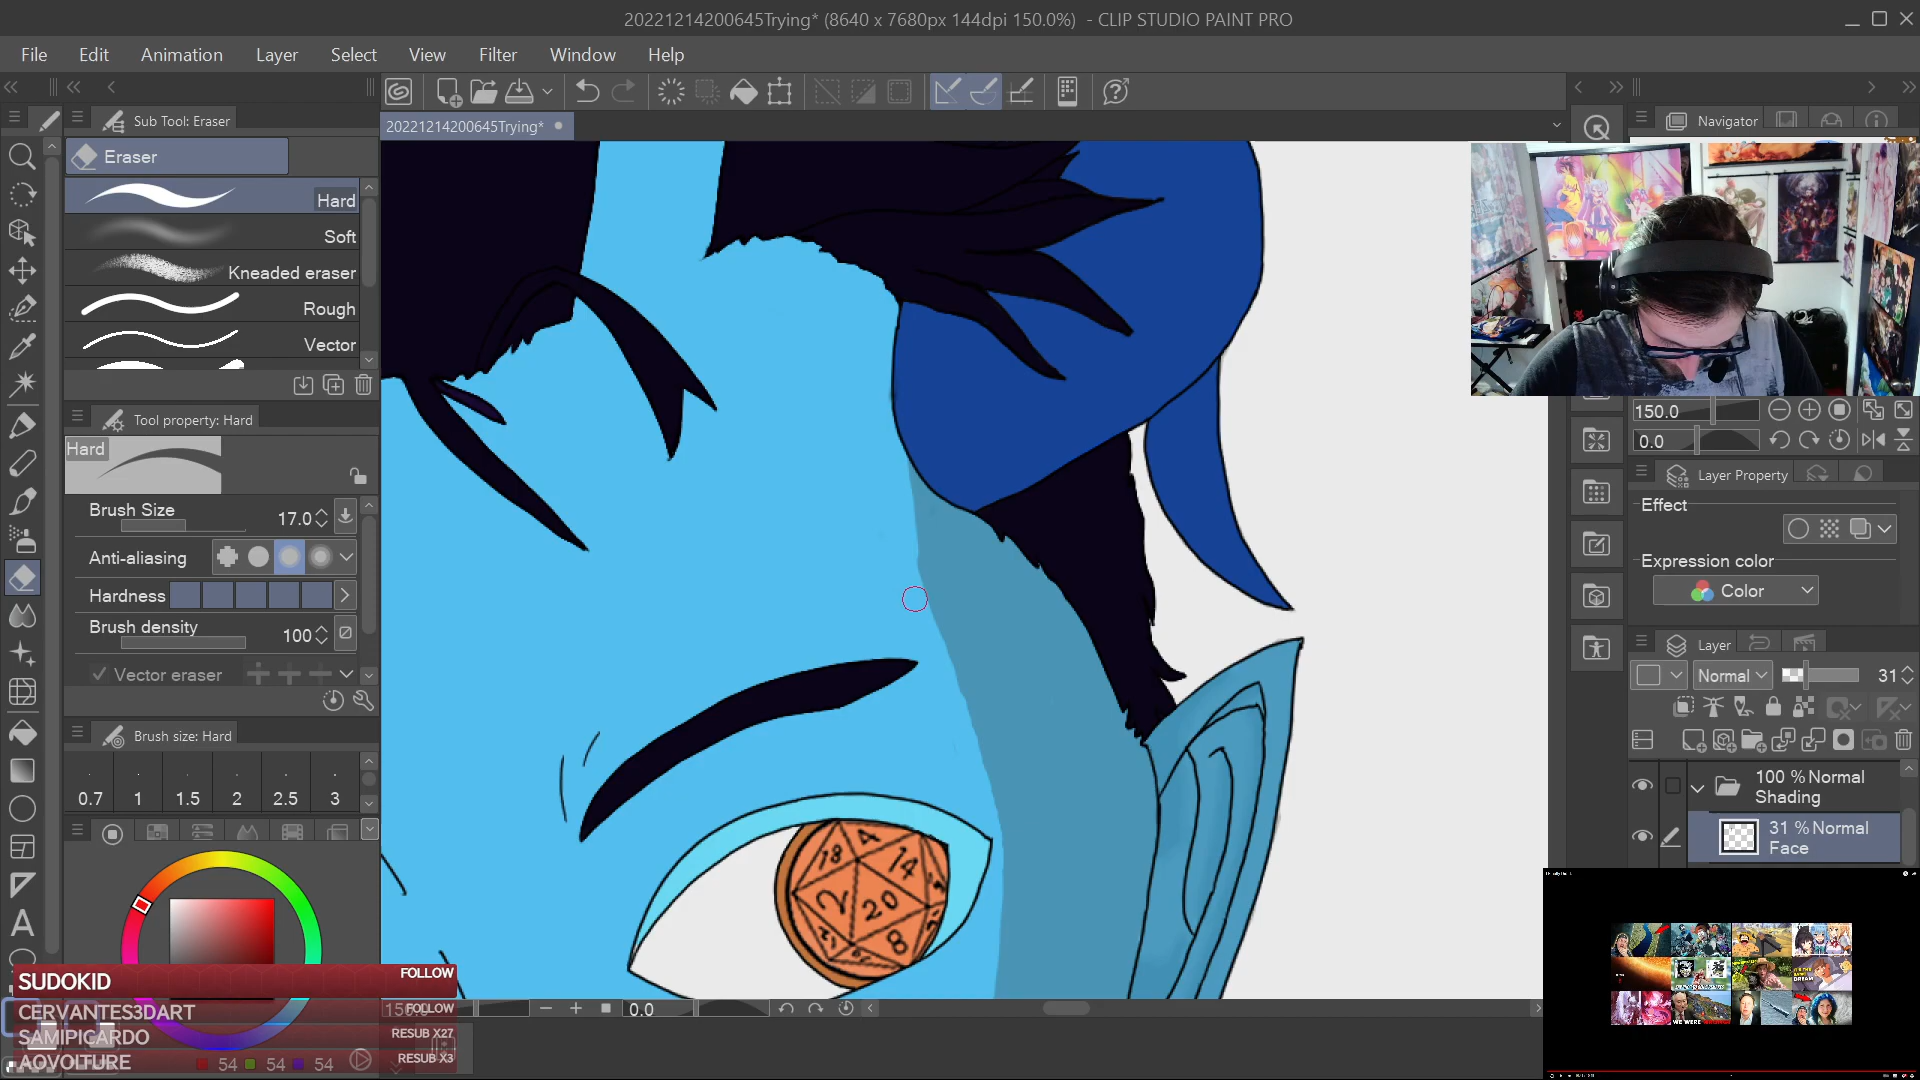 20221214200645Trying* (8640 x 7680px 144dpi 150.0%) - CLIP STUDIO PAINT PRO
File Edit Animation Layer Select View Filter Window Help
Sub Tool: Eraser
20221214200645Trying*
Navigator
Eraser
Hard
Soft
Kneaded eraser
Rough
Vector
Tool property: Hard
Hard
Brush Size 17.0
Anti-aliasing
Hardness
Brush density 100
Vector eraser
Brush size: Hard
0.7 1 1.5 2 2.5 3
150.0
0.0
Layer Property
Effect
Expression color
Color
Layer
Normal 31
100 % Normal
Shading
31 % Normal
Face
4
18
14
2
20
8
SUDOKID FOLLOW
CERVANTES3DART FOLLOW
SAMIPICARDO RESUB X27
AOVOLTURE RESUB X3
54 54 54
0.0